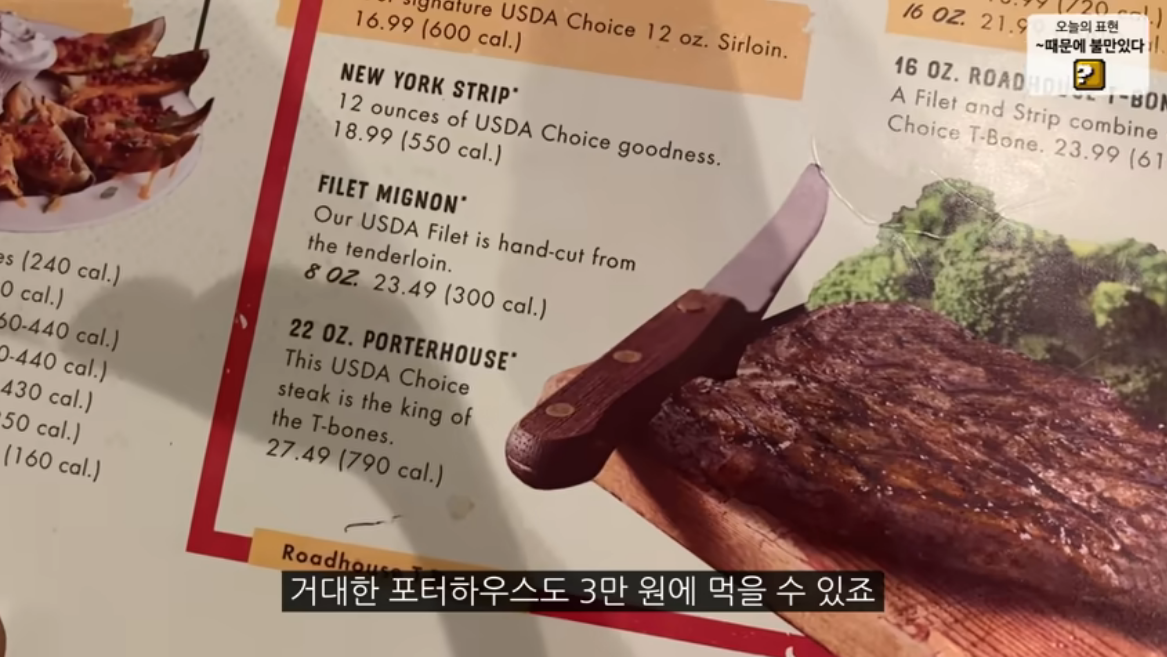 signature USDA Choice 12 oz. Sirloin.
16.99 (600 cal.)
NEW YORK STRIP*
12 ounces of USDA Choice goodness.
18.99 (550 cal.)
FILET MIGNON*
Our USDA Filet is hand-cut from
the tenderloin.
8 OZ. 23.49 (300 cal.)
22 OZ. PORTERHOUSE*
This USDA Choice
steak is the king of
the T-bones.
27.49 (790 cal.)
Roadhouse
(240 cal.)
cal.)
60-440 cal.)
0-440 cal.)
430 cal.)
50 cal.)
(160 cal.)
(720 cal.)
16 OZ. 21.9
16 OZ. ROADHOUSE T-BON
A Filet and Strip combine
Choice T-Bone. 23.99 (61
오늘의 표현
~때문에 불만있다
?
거대한 포터하우스도 3만 원에 먹을 수 있죠